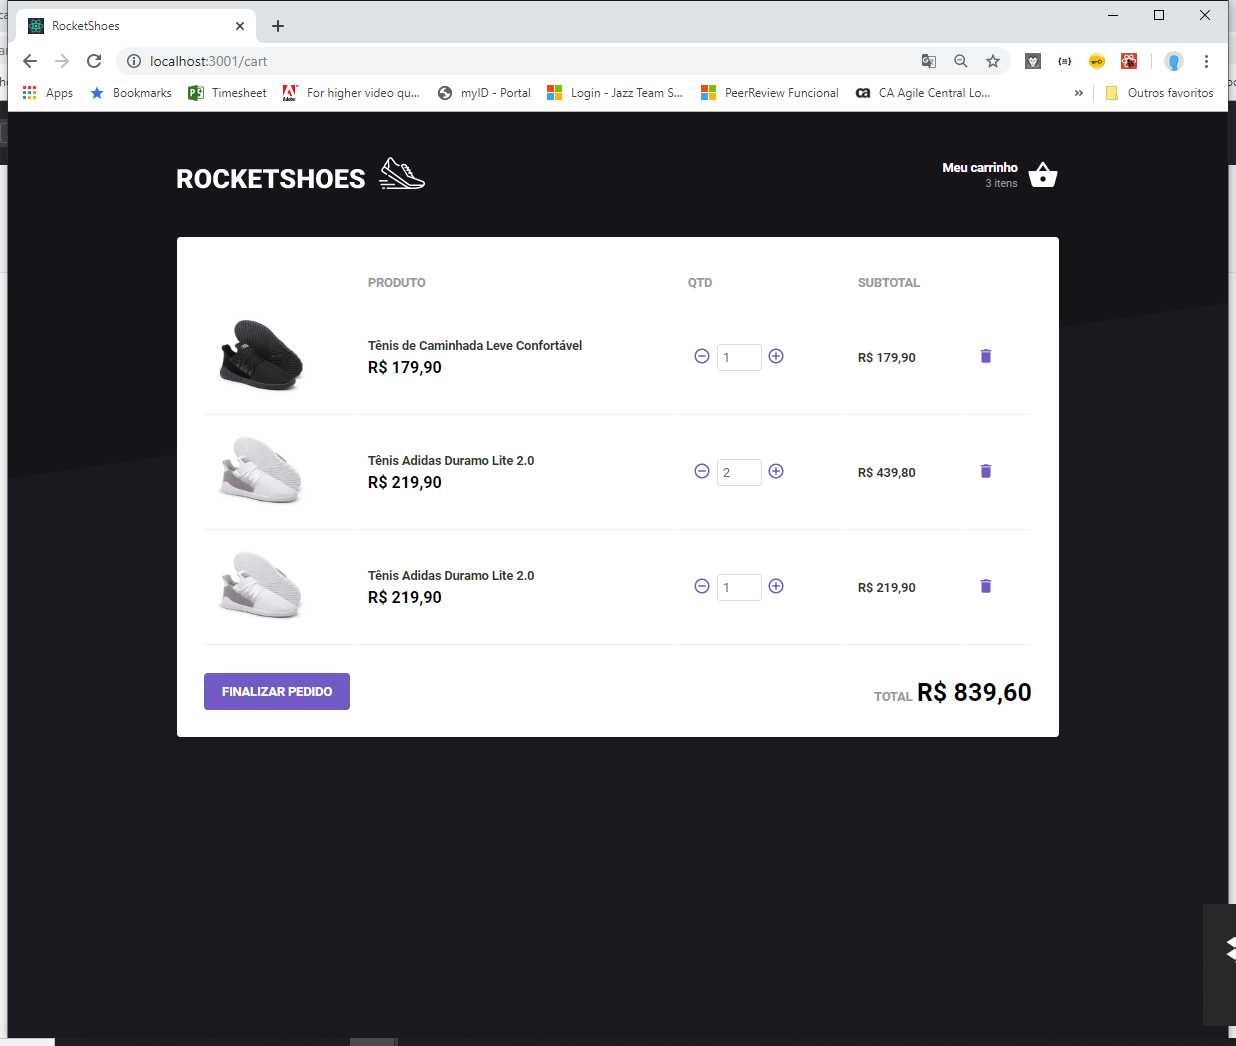 RocketShoes
localhost:3001/cart
Apps Bookmarks Timesheet For higher video qu... myID - Portal Login - Jazz Team S... PeerReview Funcional CA Agile Central Lo... » Outros favoritos
ROCKETSHOES
Meu carrinho
3 itens
PRODUTO QTD SUBTOTAL
Tênis de Caminhada Leve Confortável
R$ 179,90
1
R$ 179,90
Tênis Adidas Duramo Lite 2.0
R$ 219,90
2
R$ 439,80
Tênis Adidas Duramo Lite 2.0
R$ 219,90
1
R$ 219,90
FINALIZAR PEDIDO
TOTAL R$ 839,60